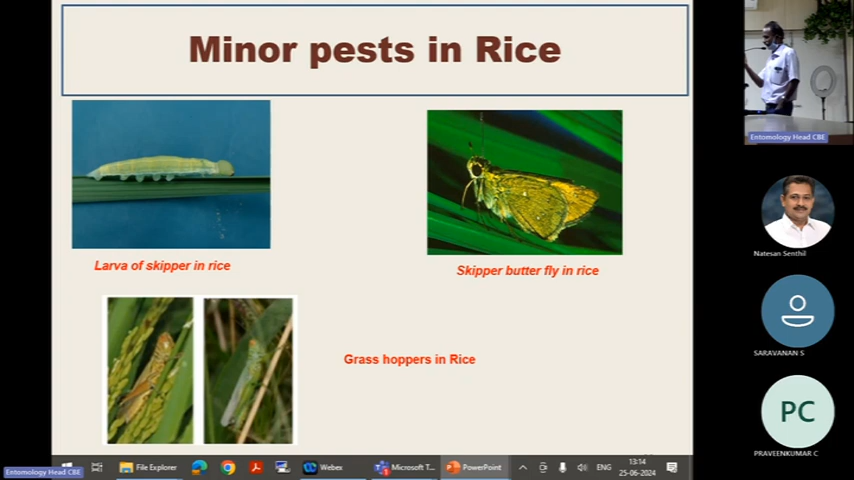 Minor pests in Rice
Larva of skipper in rice
Skipper butter fly in rice
Grass hoppers in Rice
Entomology Head CBE
Natesan Senthil
SARAVANAN S
PC
PRAVEENKUMAR C
Entomology Head CBE
File Explorer
Webex
Microsoft T...
PowerPoint
ENG
13:14
25-06-2024